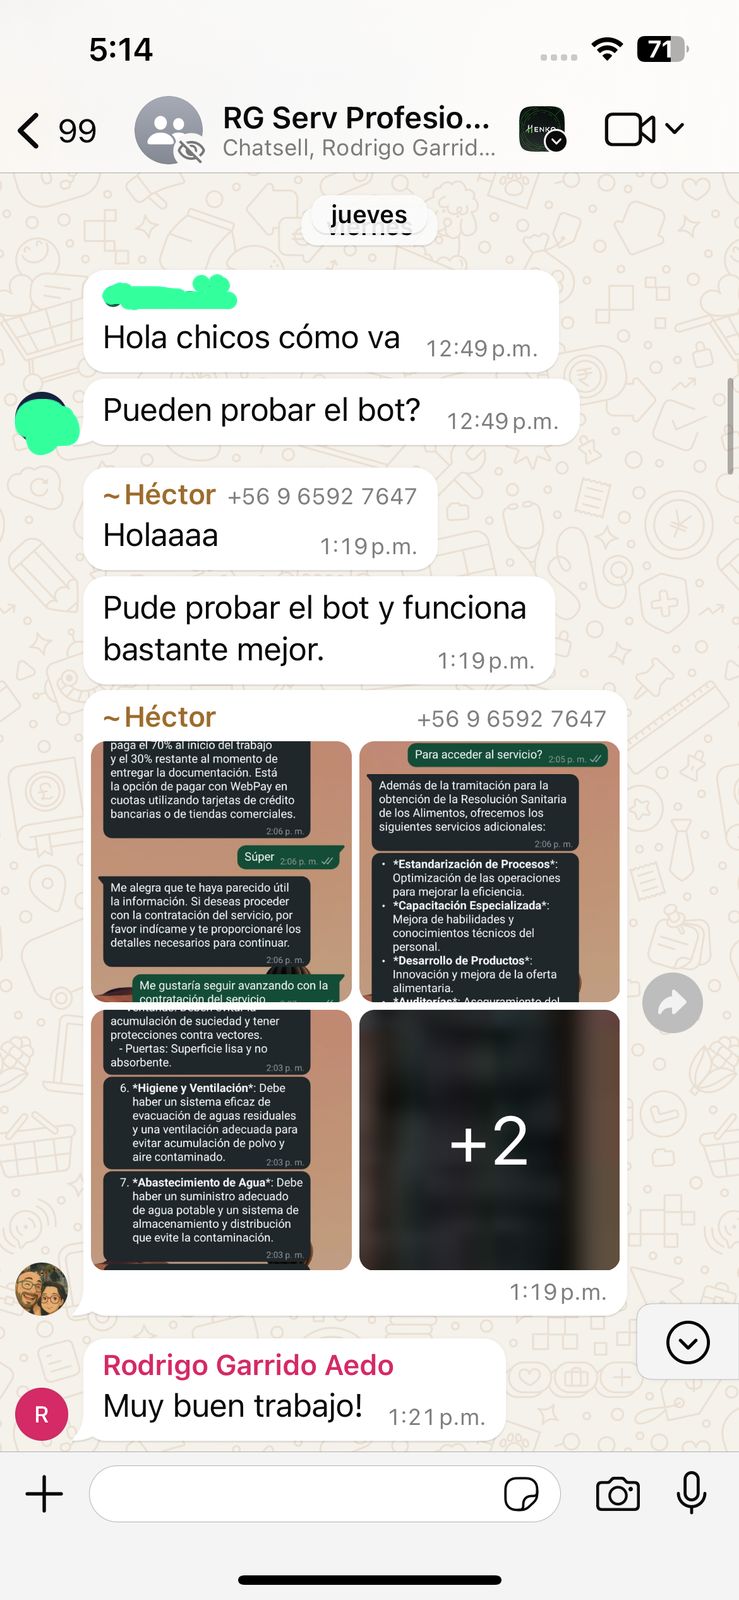 5:14
71
99
RG Serv Profesio...
Chatsell, Rodrigo Garrid...
HENKO
jueves
viernes
Hola chicos cómo va
12:49 p.m.
Pueden probar el bot?
12:49 p.m.
~ Héctor +56 9 6592 7647
Holaaaa
1:19 p.m.
Pude probar el bot y funciona
bastante mejor.
1:19 p.m.
~ Héctor +56 9 6592 7647
paga el 70% al inicio del trabajo
y el 30% restante al momento de
entregar la documentación. Está
la opción de pagar con WebPay en
cuotas utilizando tarjetas de crédito
bancarias o de tiendas comerciales.
2:06 p. m.
Súper 2:06 p. m.
Me alegra que te haya parecido útil
la información. Si deseas proceder
con la contratación del servicio, por
favor indícame y te proporcionaré los
detalles necesarios para continuar.
2:06 p. m.
Me gustaría seguir avanzando con la
contratación del servicio
Para acceder al servicio? 2:05 p. m.
Además de la tramitación para la
obtención de la Resolución Sanitaria
de los Alimentos, ofrecemos los
siguientes servicios adicionales:
2:06 p. m.
• *Estandarización de Procesos*:
Optimización de las operaciones
para mejorar la eficiencia.
• *Capacitación Especializada*:
Mejora de habilidades y
conocimientos técnicos del
personal.
• *Desarrollo de Productos*:
Innovación y mejora de la oferta
alimentaria.
• *Auditorías*: Aseguramiento del
acumulación de suciedad y tener
protecciones contra vectores.
- Puertas: Superficie lisa y no
absorbente.
2:03 p. m.
6. *Higiene y Ventilación*: Debe
haber un sistema eficaz de
evacuación de aguas residuales
y una ventilación adecuada para
evitar acumulación de polvo y
aire contaminado.
2:03 p. m.
7. *Abastecimiento de Agua*: Debe
haber un suministro adecuado
de agua potable y un sistema de
almacenamiento y distribución
que evite la contaminación.
2:03 p. m.
+2
1:19 p.m.
Rodrigo Garrido Aedo
R
Muy buen trabajo!
1:21 p.m.